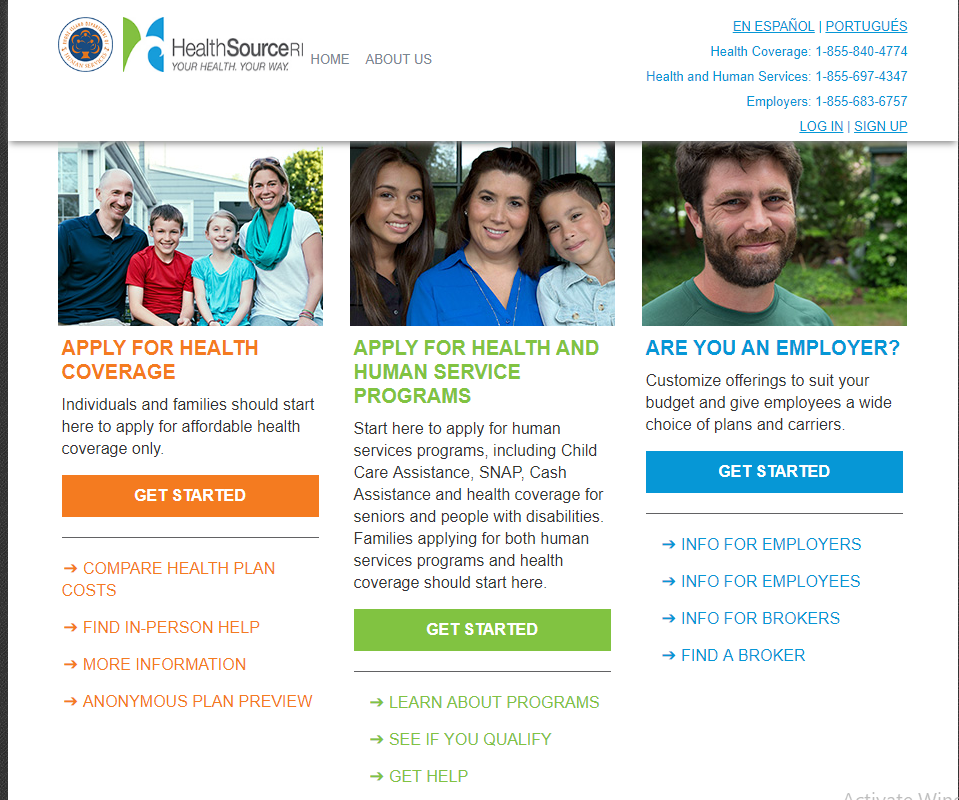 RHODE ISLAND DEPARTMENT OF
HUMAN SERVICES
HealthSourceRI
YOUR HEALTH. YOUR WAY.
HOME ABOUT US
EN ESPAÑOL | PORTUGUÉS
Health Coverage: 1-855-840-4774
Health and Human Services: 1-855-697-4347
Employers: 1-855-683-6757
LOG IN | SIGN UP
APPLY FOR HEALTH
COVERAGE
Individuals and families should start
here to apply for affordable health
coverage only.
GET STARTED
➔ COMPARE HEALTH PLAN
COSTS
➔ FIND IN-PERSON HELP
➔ MORE INFORMATION
➔ ANONYMOUS PLAN PREVIEW
APPLY FOR HEALTH AND
HUMAN SERVICE
PROGRAMS
Start here to apply for human
services programs, including Child
Care Assistance, SNAP, Cash
Assistance and health coverage for
seniors and people with disabilities.
Families applying for both human
services programs and health
coverage should start here.
GET STARTED
➔ LEARN ABOUT PROGRAMS
➔ SEE IF YOU QUALIFY
➔ GET HELP
ARE YOU AN EMPLOYER?
Customize offerings to suit your
budget and give employees a wide
choice of plans and carriers.
GET STARTED
➔ INFO FOR EMPLOYERS
➔ INFO FOR EMPLOYEES
➔ INFO FOR BROKERS
➔ FIND A BROKER
Activate Win